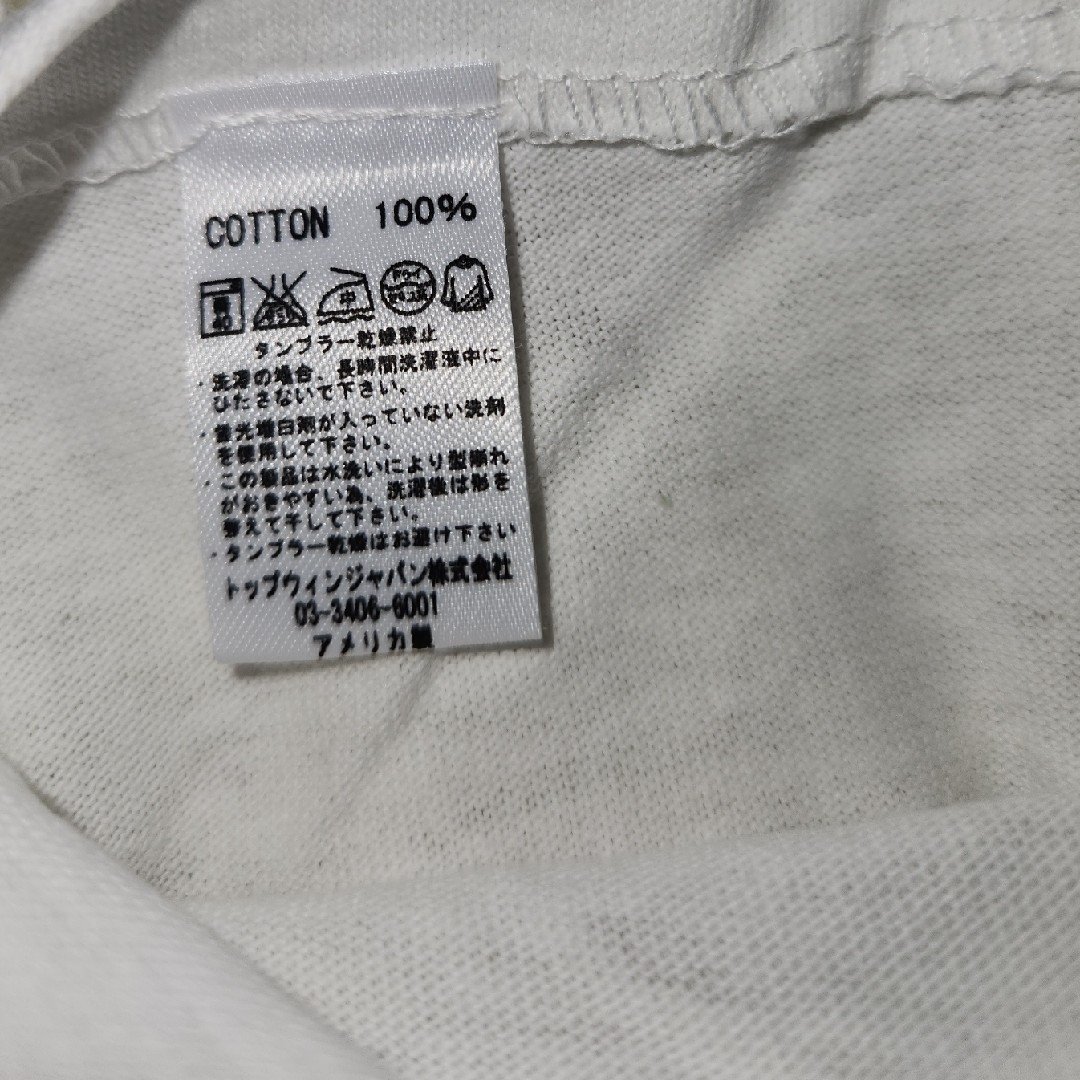 COTTON 100%
40 中 ドライ
タンブラー乾燥禁止
・洗濯の場合、長時間洗濯液中に
ひたさないで下さい。
・蛍光増白剤が入っていない洗剤
を使用して下さい。
・この製品は水洗いにより型崩れ
がおきやすい為、洗濯後は形を
整えて干して下さい。
・タンブラー乾燥はお避け下さい
トップウィンジャパン株式会社
03-3406-6001
アメリカ製